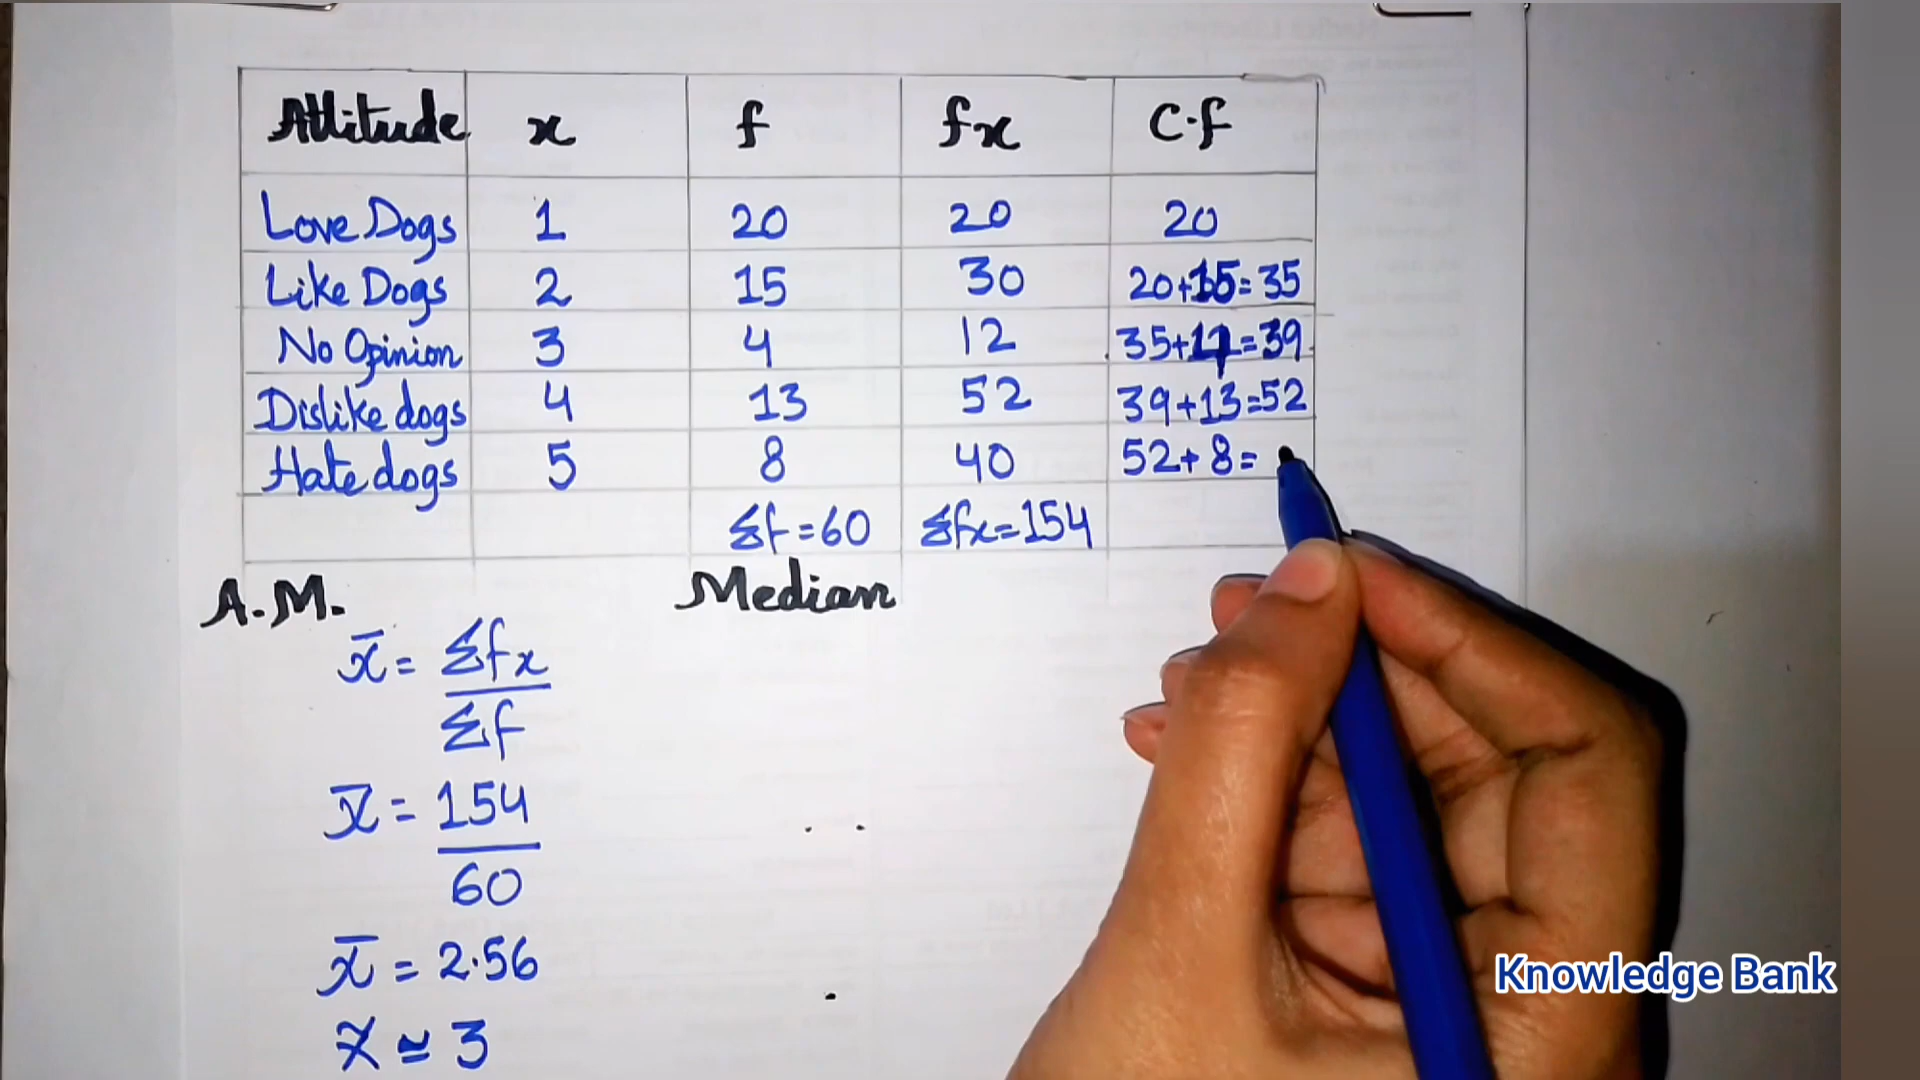 Attitude x f fx C.f
Love Dogs 1 20 20 20
Like Dogs 2 15 30 20+15=35
No Opinion 3 4 12 35+4=39
Dislike dogs 4 13 52 39+13=52
Hate dogs 5 8 40 52+8=
Σf=60 Σfx=154
A.M. Median
x̄ = Σfx
Σf
x̄ = 154
60
x̄ = 2.56
x̄ ≃ 3
Knowledge Bank